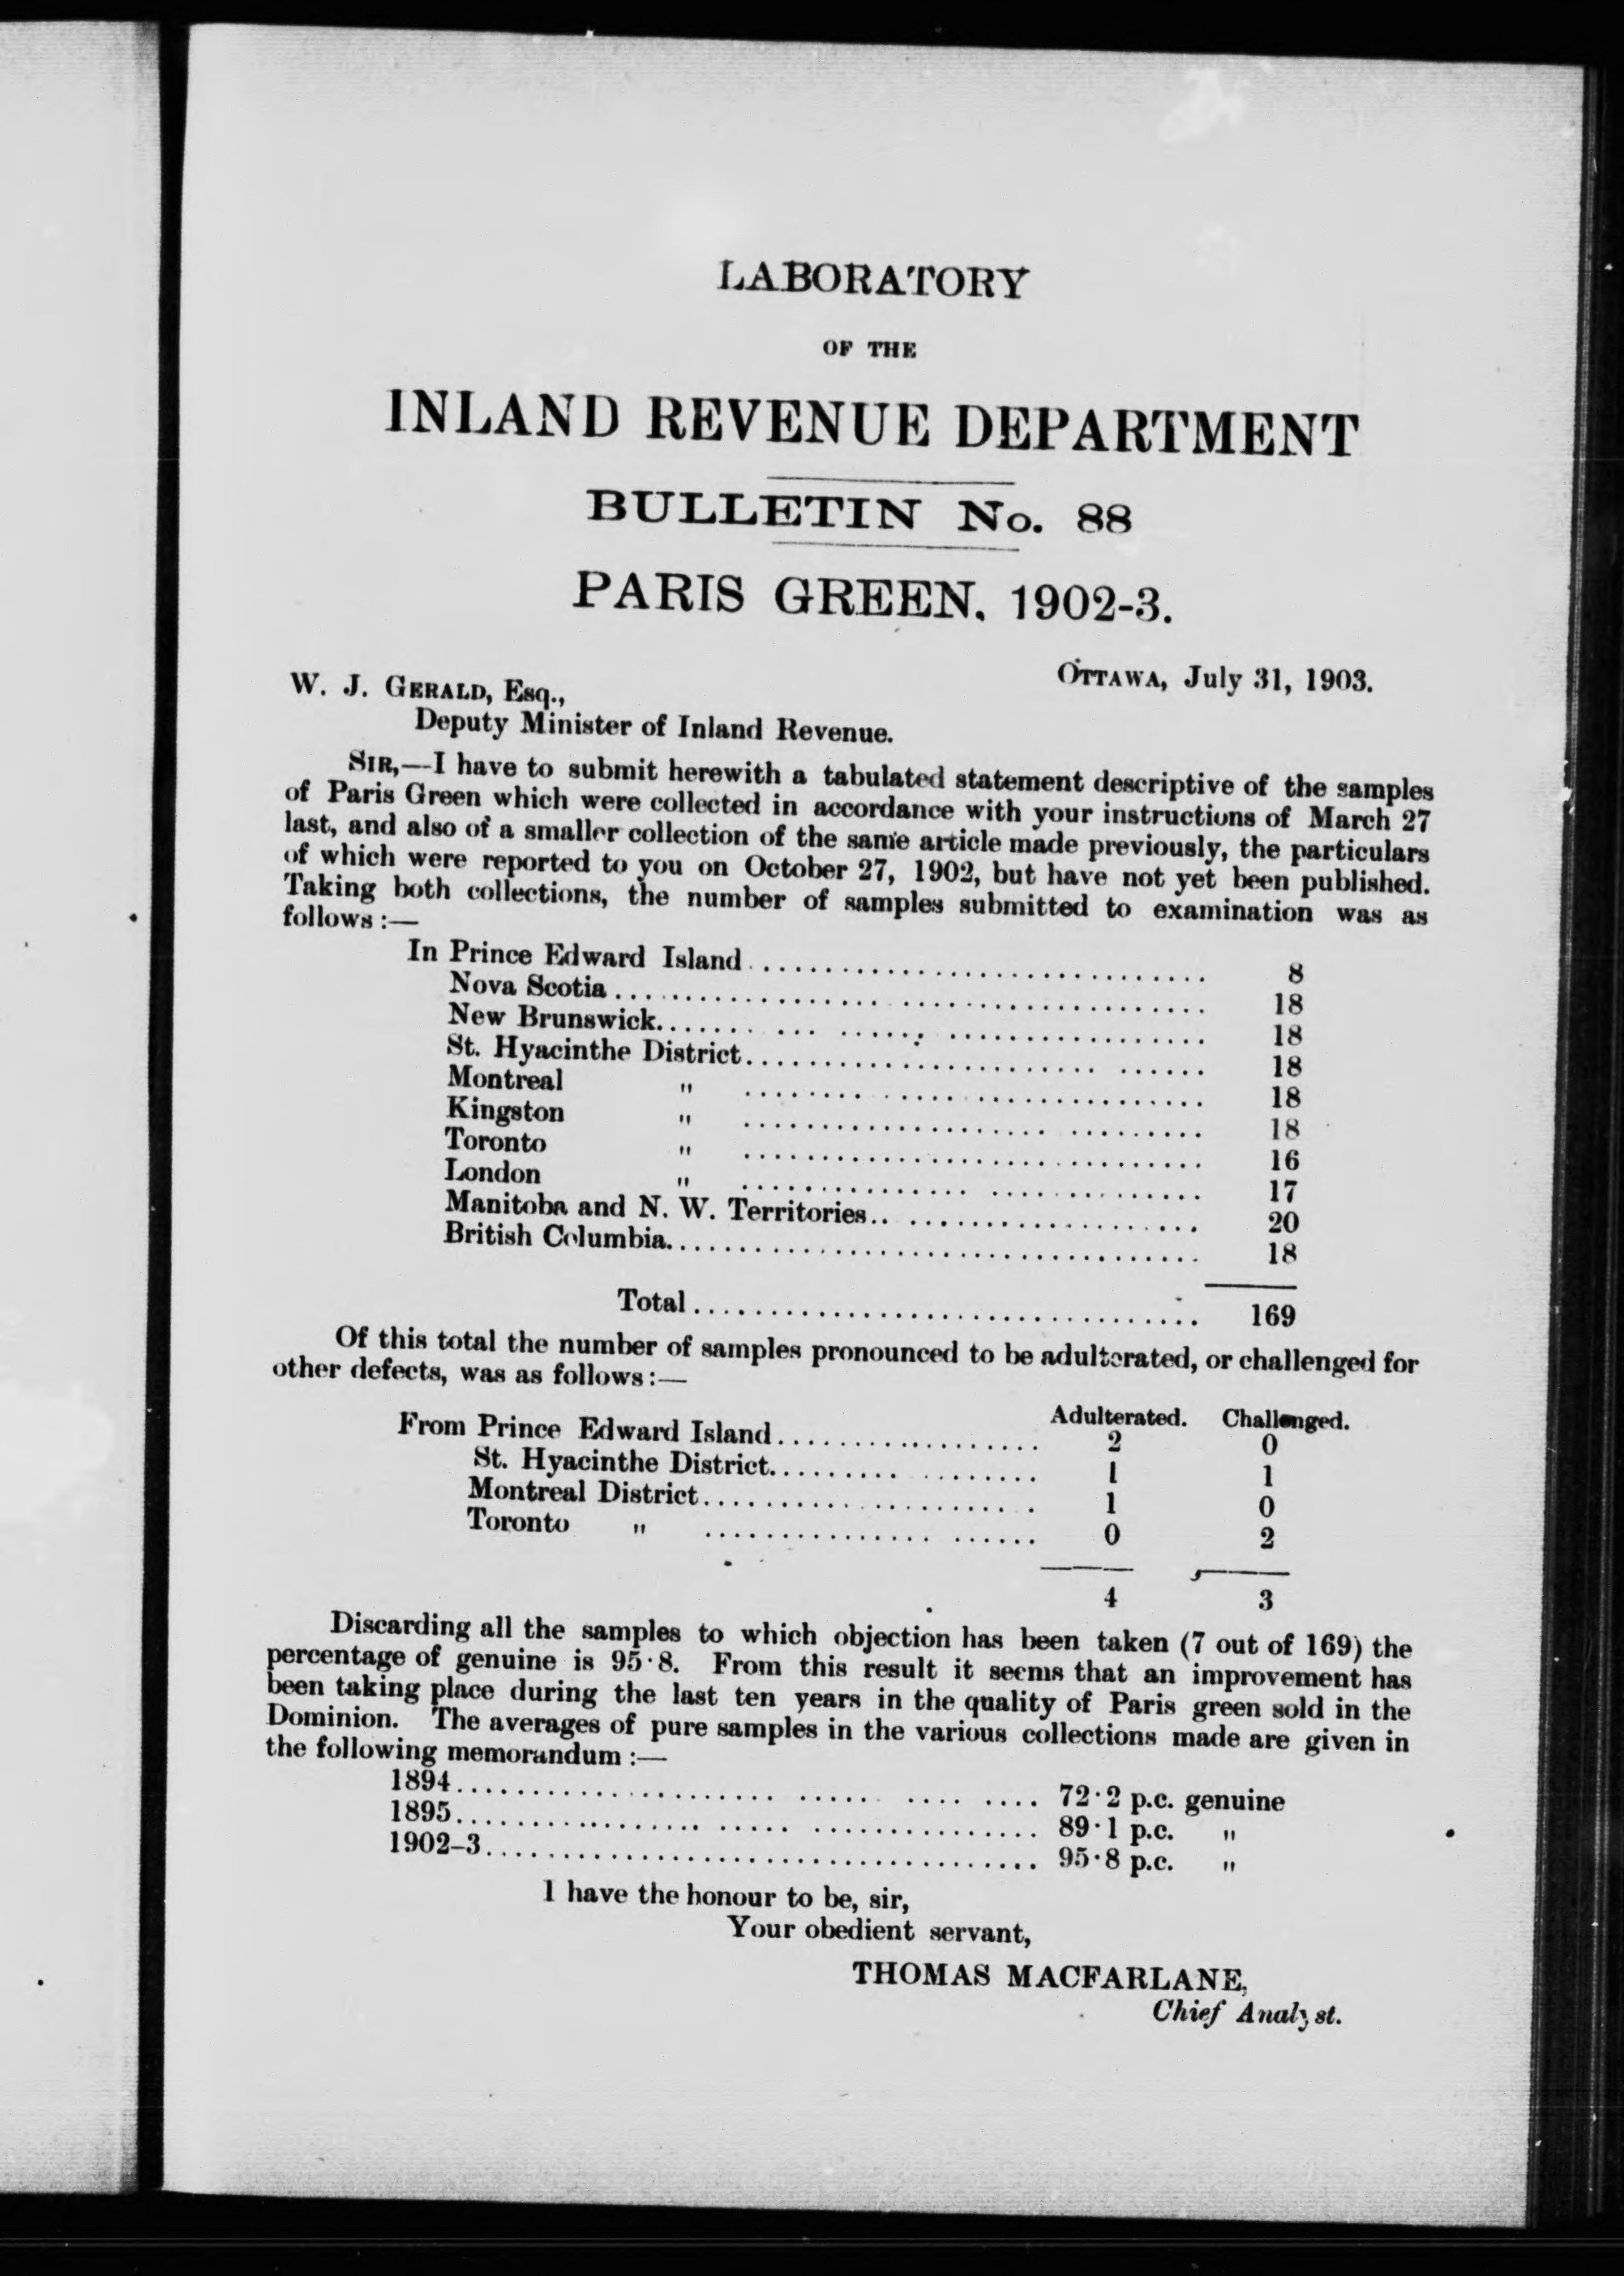 LABORATORY
OF THE
INLAND REVENUE DEPARTMENT
BULLETIN No. 88
PARIS GREEN, 1902-3.
OTTAWA, July 31, 1903.
W. J. GERALD, Esq.,
Deputy Minister of Inland Revenue.
SIR,—I have to submit herewith a tabulated statement descriptive of the samples
of Paris Green which were collected in accordance with your instructions of March 27
last, and also of a smaller collection of the same article made previously, the particulars
of which were reported to you on October 27, 1902, but have not yet been published.
Taking both collections, the number of samples submitted to examination was as
follows :—
In Prince Edward Island.............................. 8
Nova Scotia.............................. 18
New Brunswick.............................. 18
St. Hyacinthe District.............................. 18
Montreal " .............................. 18
Kingston " .............................. 18
Toronto " .............................. 16
London " .............................. 17
Manitoba and N. W. Territories.................... 20
British Columbia.............................. 18
Total.............................. 169
Of this total the number of samples pronounced to be adulterated, or challenged for
other defects, was as follows :—
Adulterated. Challenged.
From Prince Edward Island.................... 2 0
St. Hyacinthe District.................... 1 1
Montreal District.................... 1 0
Toronto " .................... 0 2
4 3
Discarding all the samples to which objection has been taken (7 out of 169) the
percentage of genuine is 95·8. From this result it seems that an improvement has
been taking place during the last ten years in the quality of Paris green sold in the
Dominion. The averages of pure samples in the various collections made are given in
the following memorandum :—
1894.............................. 72·2 p.c. genuine
1895.............................. 89·1 p.c. "
1902-3.............................. 95·8 p.c. "
I have the honour to be, sir,
Your obedient servant,
THOMAS MACFARLANE,
Chief Analyst.